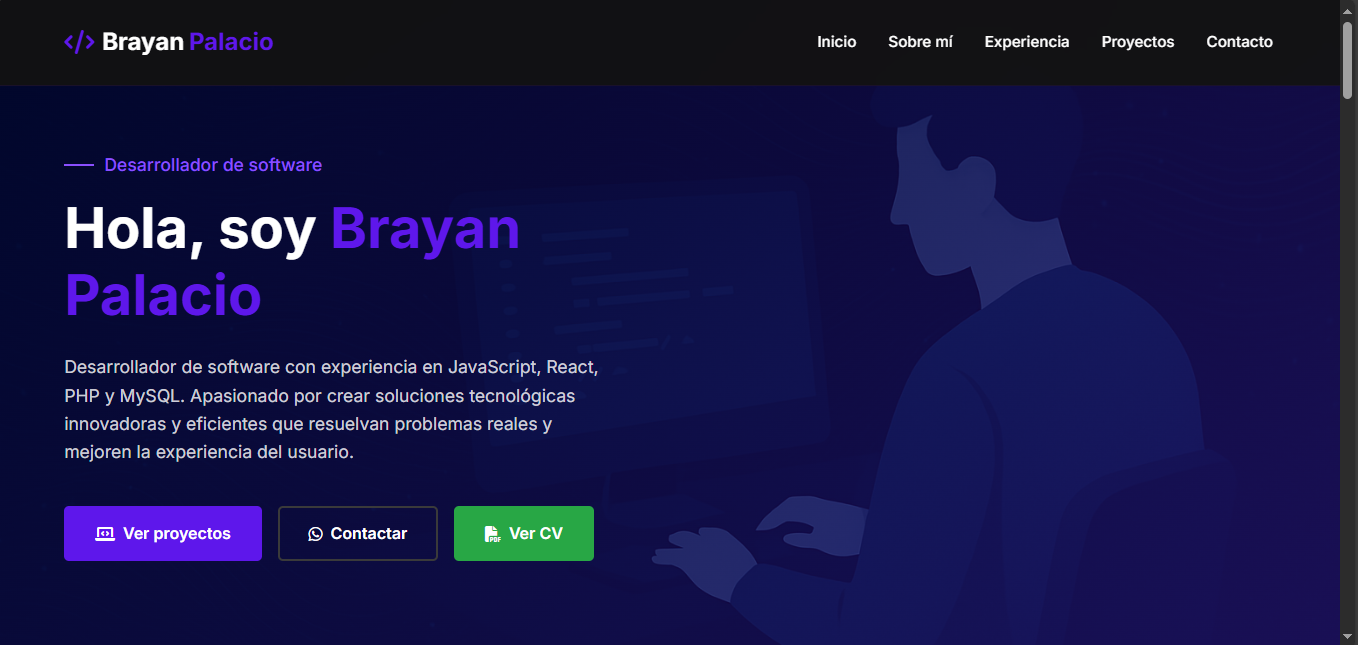 </> Brayan Palacio
Inicio Sobre mí Experiencia Proyectos Contacto
Desarrollador de software
Hola, soy Brayan
Palacio
Desarrollador de software con experiencia en JavaScript, React,
PHP y MySQL. Apasionado por crear soluciones tecnológicas
innovadoras y eficientes que resuelvan problemas reales y
mejoren la experiencia del usuario.
Ver proyectos
Contactar
Ver CV